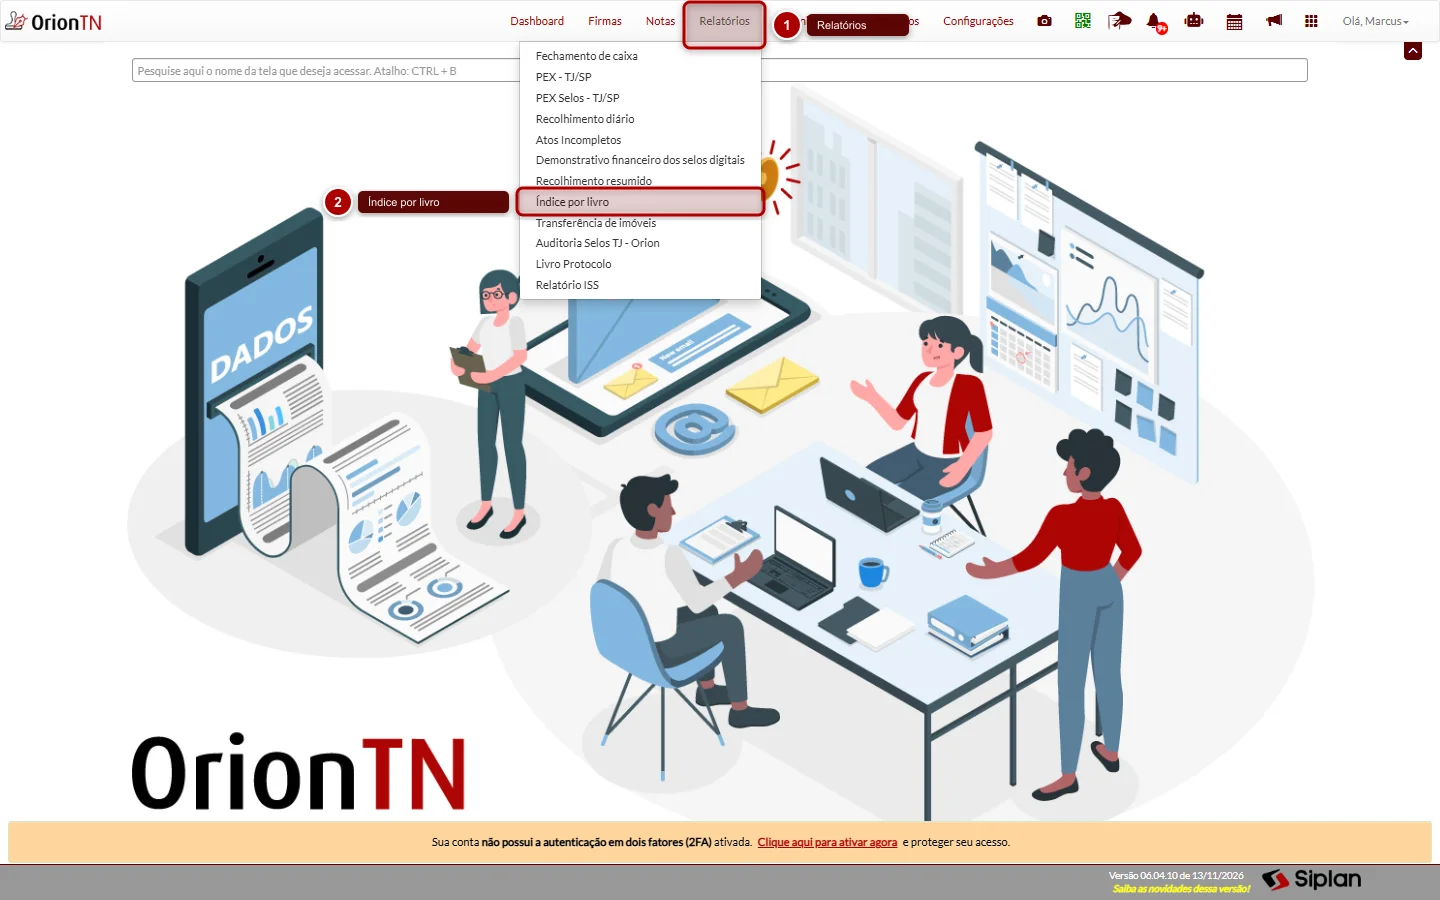 OrionTN
Dashboard
Firmas
Notas
Relatórios
1
Relatórios
os
Configurações
9+
Olá, Marcus
Pesquise aqui o nome da tela que deseja acessar. Atalho: CTRL + B
Fechamento de caixa
PEX - TJ/SP
PEX Selos - TJ/SP
Recolhimento diário
Atos Incompletos
Demonstrativo financeiro dos selos digitais
Recolhimento resumido
2
Índice por livro
Índice por livro
Transferência de imóveis
Auditoria Selos TJ - Orion
Livro Protocolo
Relatório ISS
DADOS
New email
@
OrionTN
Sua conta não possui a autenticação em dois fatores (2FA) ativada. Clique aqui para ativar agora e proteger seu acesso.
Versão 06.04.10 de 13/11/2026
Saiba as novidades dessa versão!
Siplan